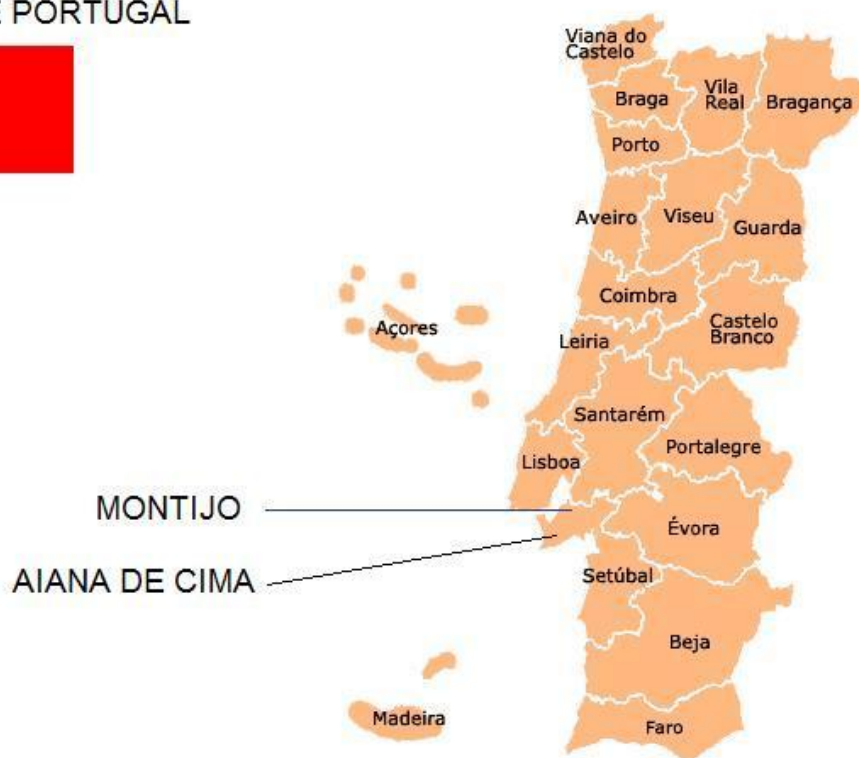 PORTUGAL
Viana do
Castelo
Braga
Vila
Real
Bragança
Porto
Aveiro
Viseu
Guarda
Coimbra
Açores
Leiria
Castelo
Branco
Santarém
Portalegre
Lisboa
MONTIJO
Évora
AIANA DE CIMA
Setúbal
Beja
Madeira
Faro